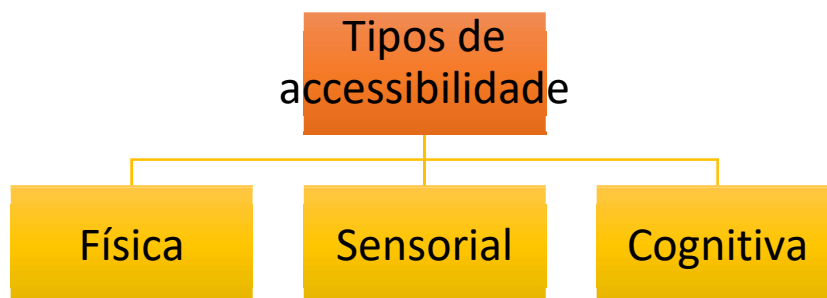 Tipos de
accessibilidade
Física
Sensorial
Cognitiva